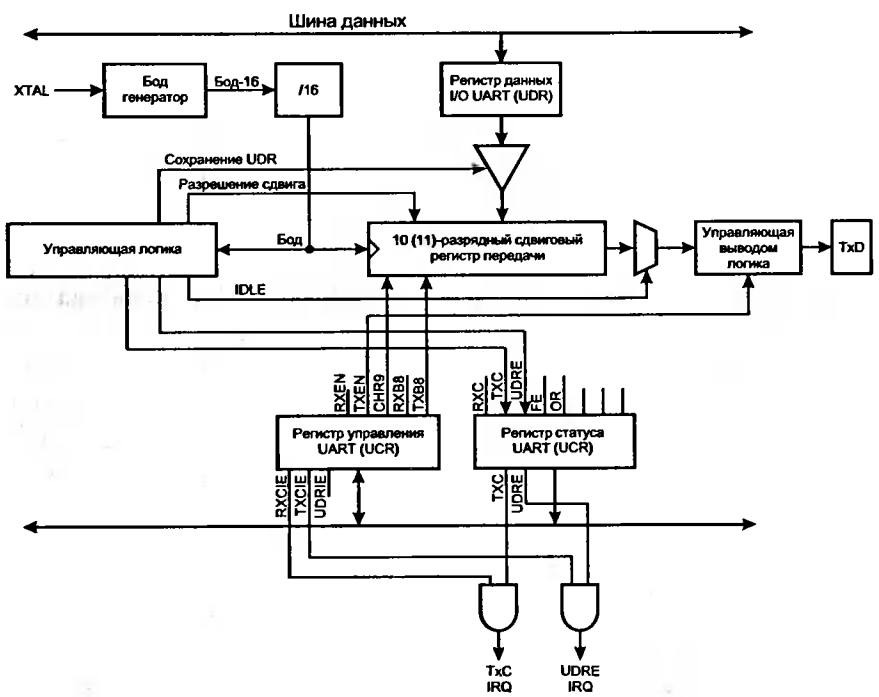 Шина данных
XTAL
Бод
генератор
Бод-16
/16
Регистр данных
I/O UART (UDR)
Сохранение UDR
Разрешение сдвига
Управляющая логика
Бод
10 (11)–разрядный сдвиговый
регистр передачи
Управляющая
выводом
логика
TxD
IDLE
RXEN
TXEN
CHR9
RXB8
TXB8
RXC
TXC
UDRE
FE
OR
Регистр управления
UART (UCR)
Регистр статуса
UART (UCR)
RXCIE
TXCIE
UDRIE
TXC
UDRE
TxC
IRQ
UDRE
IRQ